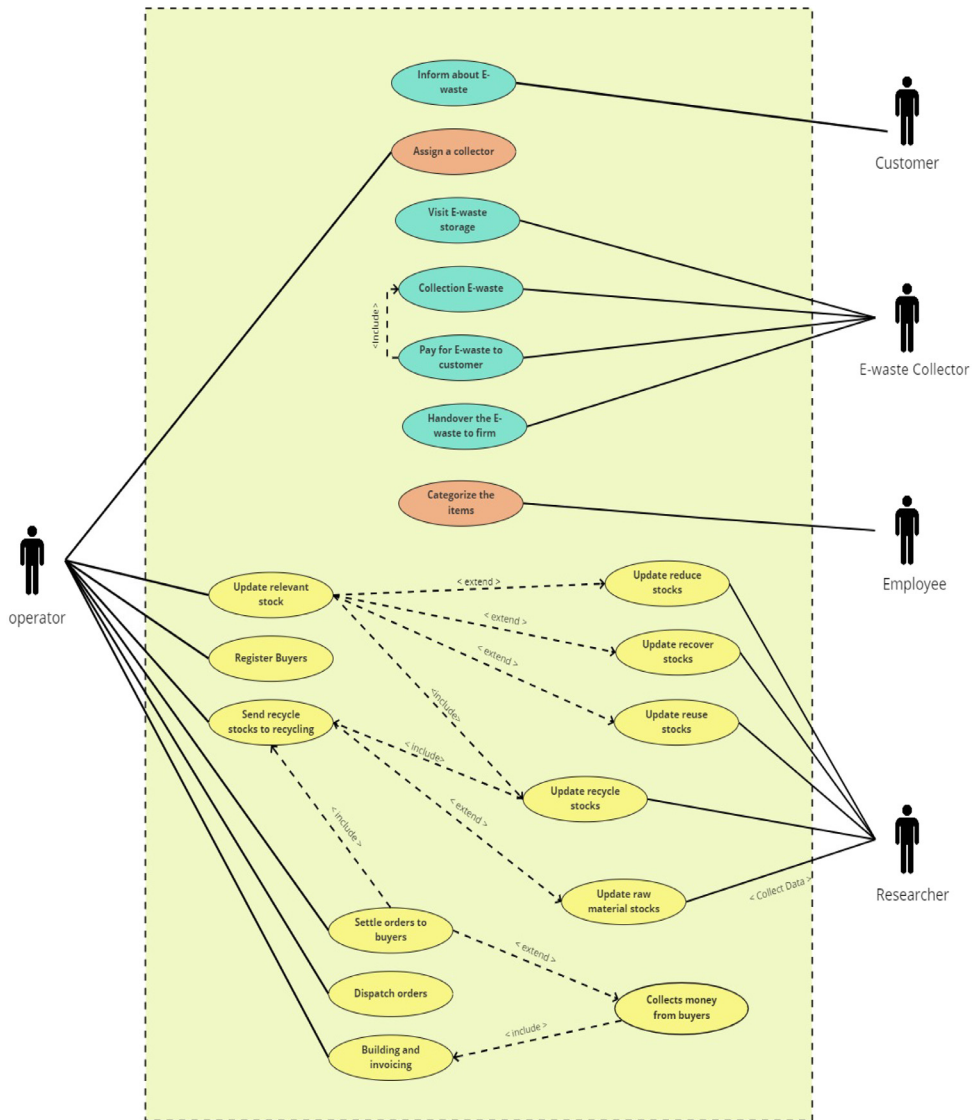 Inform about E-
waste
Customer
Assign a collector
Visit E-waste
storage
Collection E-waste
<Include>
Pay for E-waste to
customer
E-waste Collector
Handover the E-
waste to firm
Categorize the
items
operator
Employee
Update relevant
stock
< extend >
Update reduce
stocks
< extend >
Register Buyers
Update recover
stocks
< extend >
Send recycle
stocks to recycling
<include>
Update reuse
stocks
< include>
Update recycle
stocks
< extend >
< include >
Update raw
material stocks
< Collect Data >
Researcher
Settle orders to
buyers
< extend >
Dispatch orders
Collects money
from buyers
< include >
Building and
invoicing